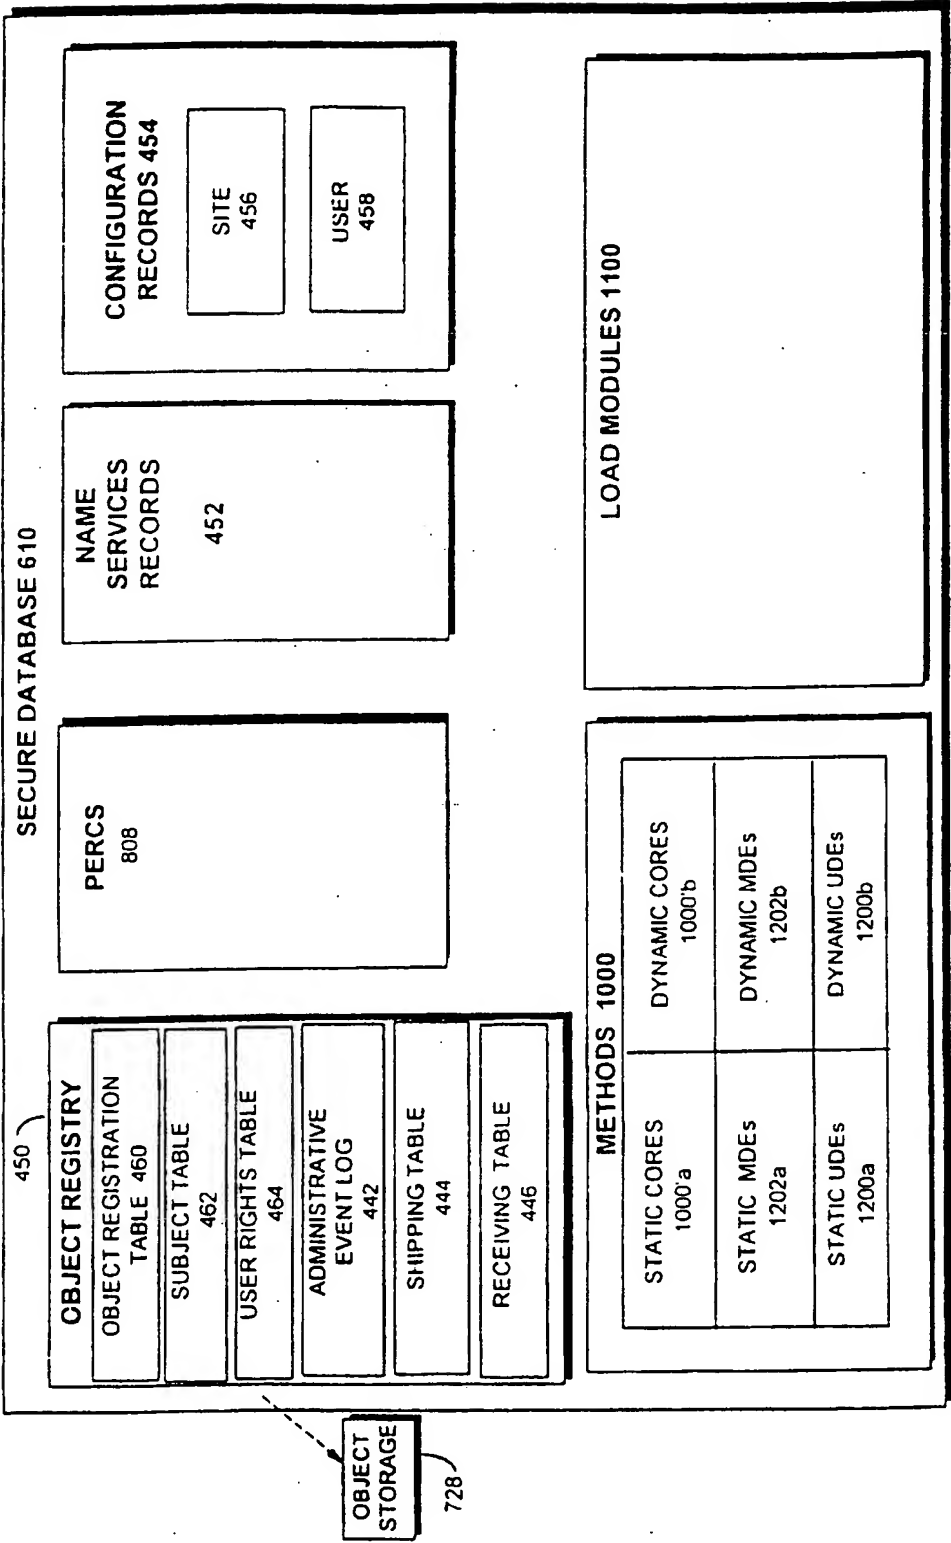 SECURE DATABASE 610
450
OBJECT REGISTRY
OBJECT REGISTRATION
TABLE 460
SUBJECT TABLE
462
USER RIGHTS TABLE
464
ADMINISTRATIVE
EVENT LOG
442
SHIPPING TABLE
444
RECEIVING TABLE
446
PERCS
808
NAME
SERVICES
RECORDS
452
CONFIGURATION
RECORDS 454
SITE
456
USER
458
OBJECT
STORAGE
728
METHODS 1000
STATIC CORES
1000'a
DYNAMIC CORES
1000'b
STATIC MDEs
1202a
DYNAMIC MDEs
1202b
STATIC UDEs
1200a
DYNAMIC UDEs
1200b
LOAD MODULES 1100